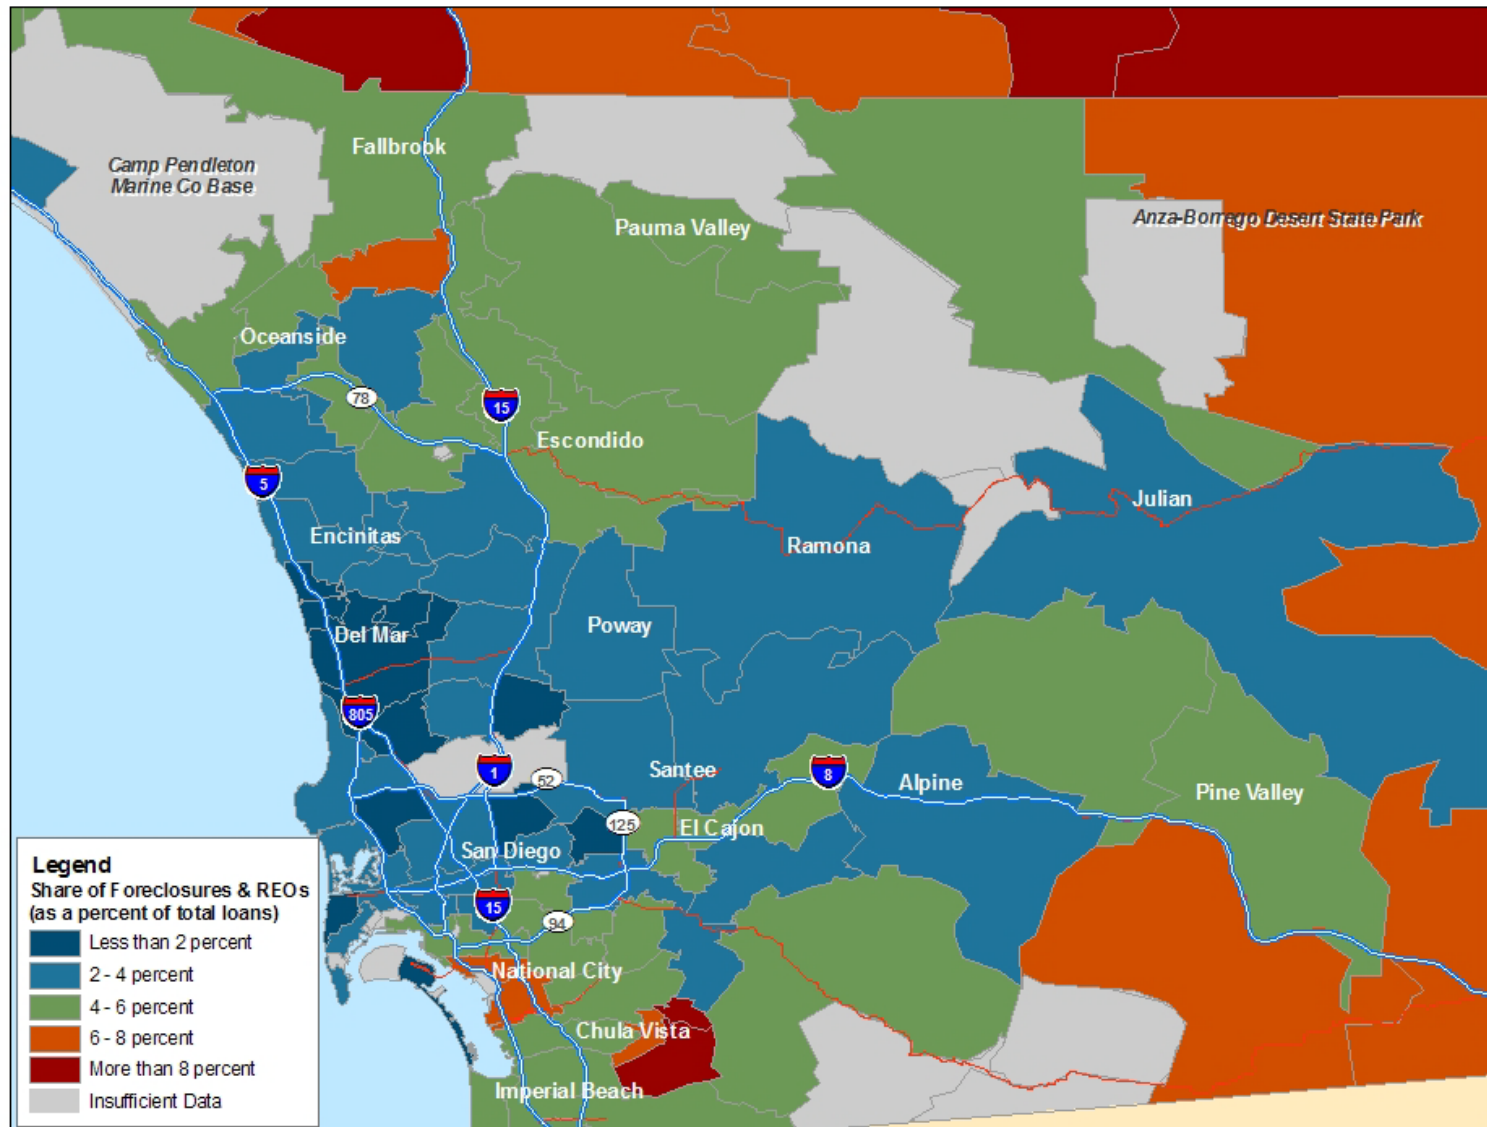 Fallbrook
Camp Pendleton
Marine Co Base
Anza-Borrego Desert State Park
Pauma Valley
Oceanside
78
15
Escondido
5
Julian
Encinitas
Ramona
Del Mar
Poway
805
1
52
Santee
8
Alpine
Pine Valley
125
El Cajon
San Diego
15
94
National City
Chula Vista
Imperial Beach
Legend
Share of Foreclosures & REOs
(as a percent of total loans)
Less than 2 percent
2 - 4 percent
4 - 6 percent
6 - 8 percent
More than 8 percent
Insufficient Data